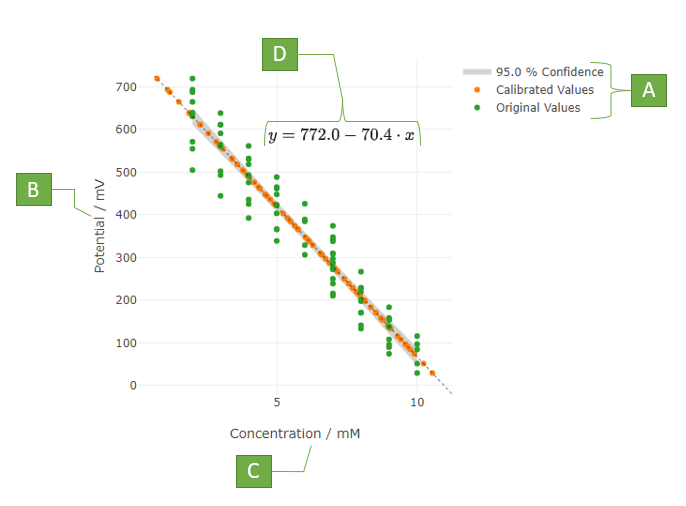 D
95.0 % Confidence
Calibrated Values
Original Values
A
y = 772.0 − 70.4 · x
B
Potential / mV
700
600
500
400
300
200
100
0
5
10
Concentration / mM
C